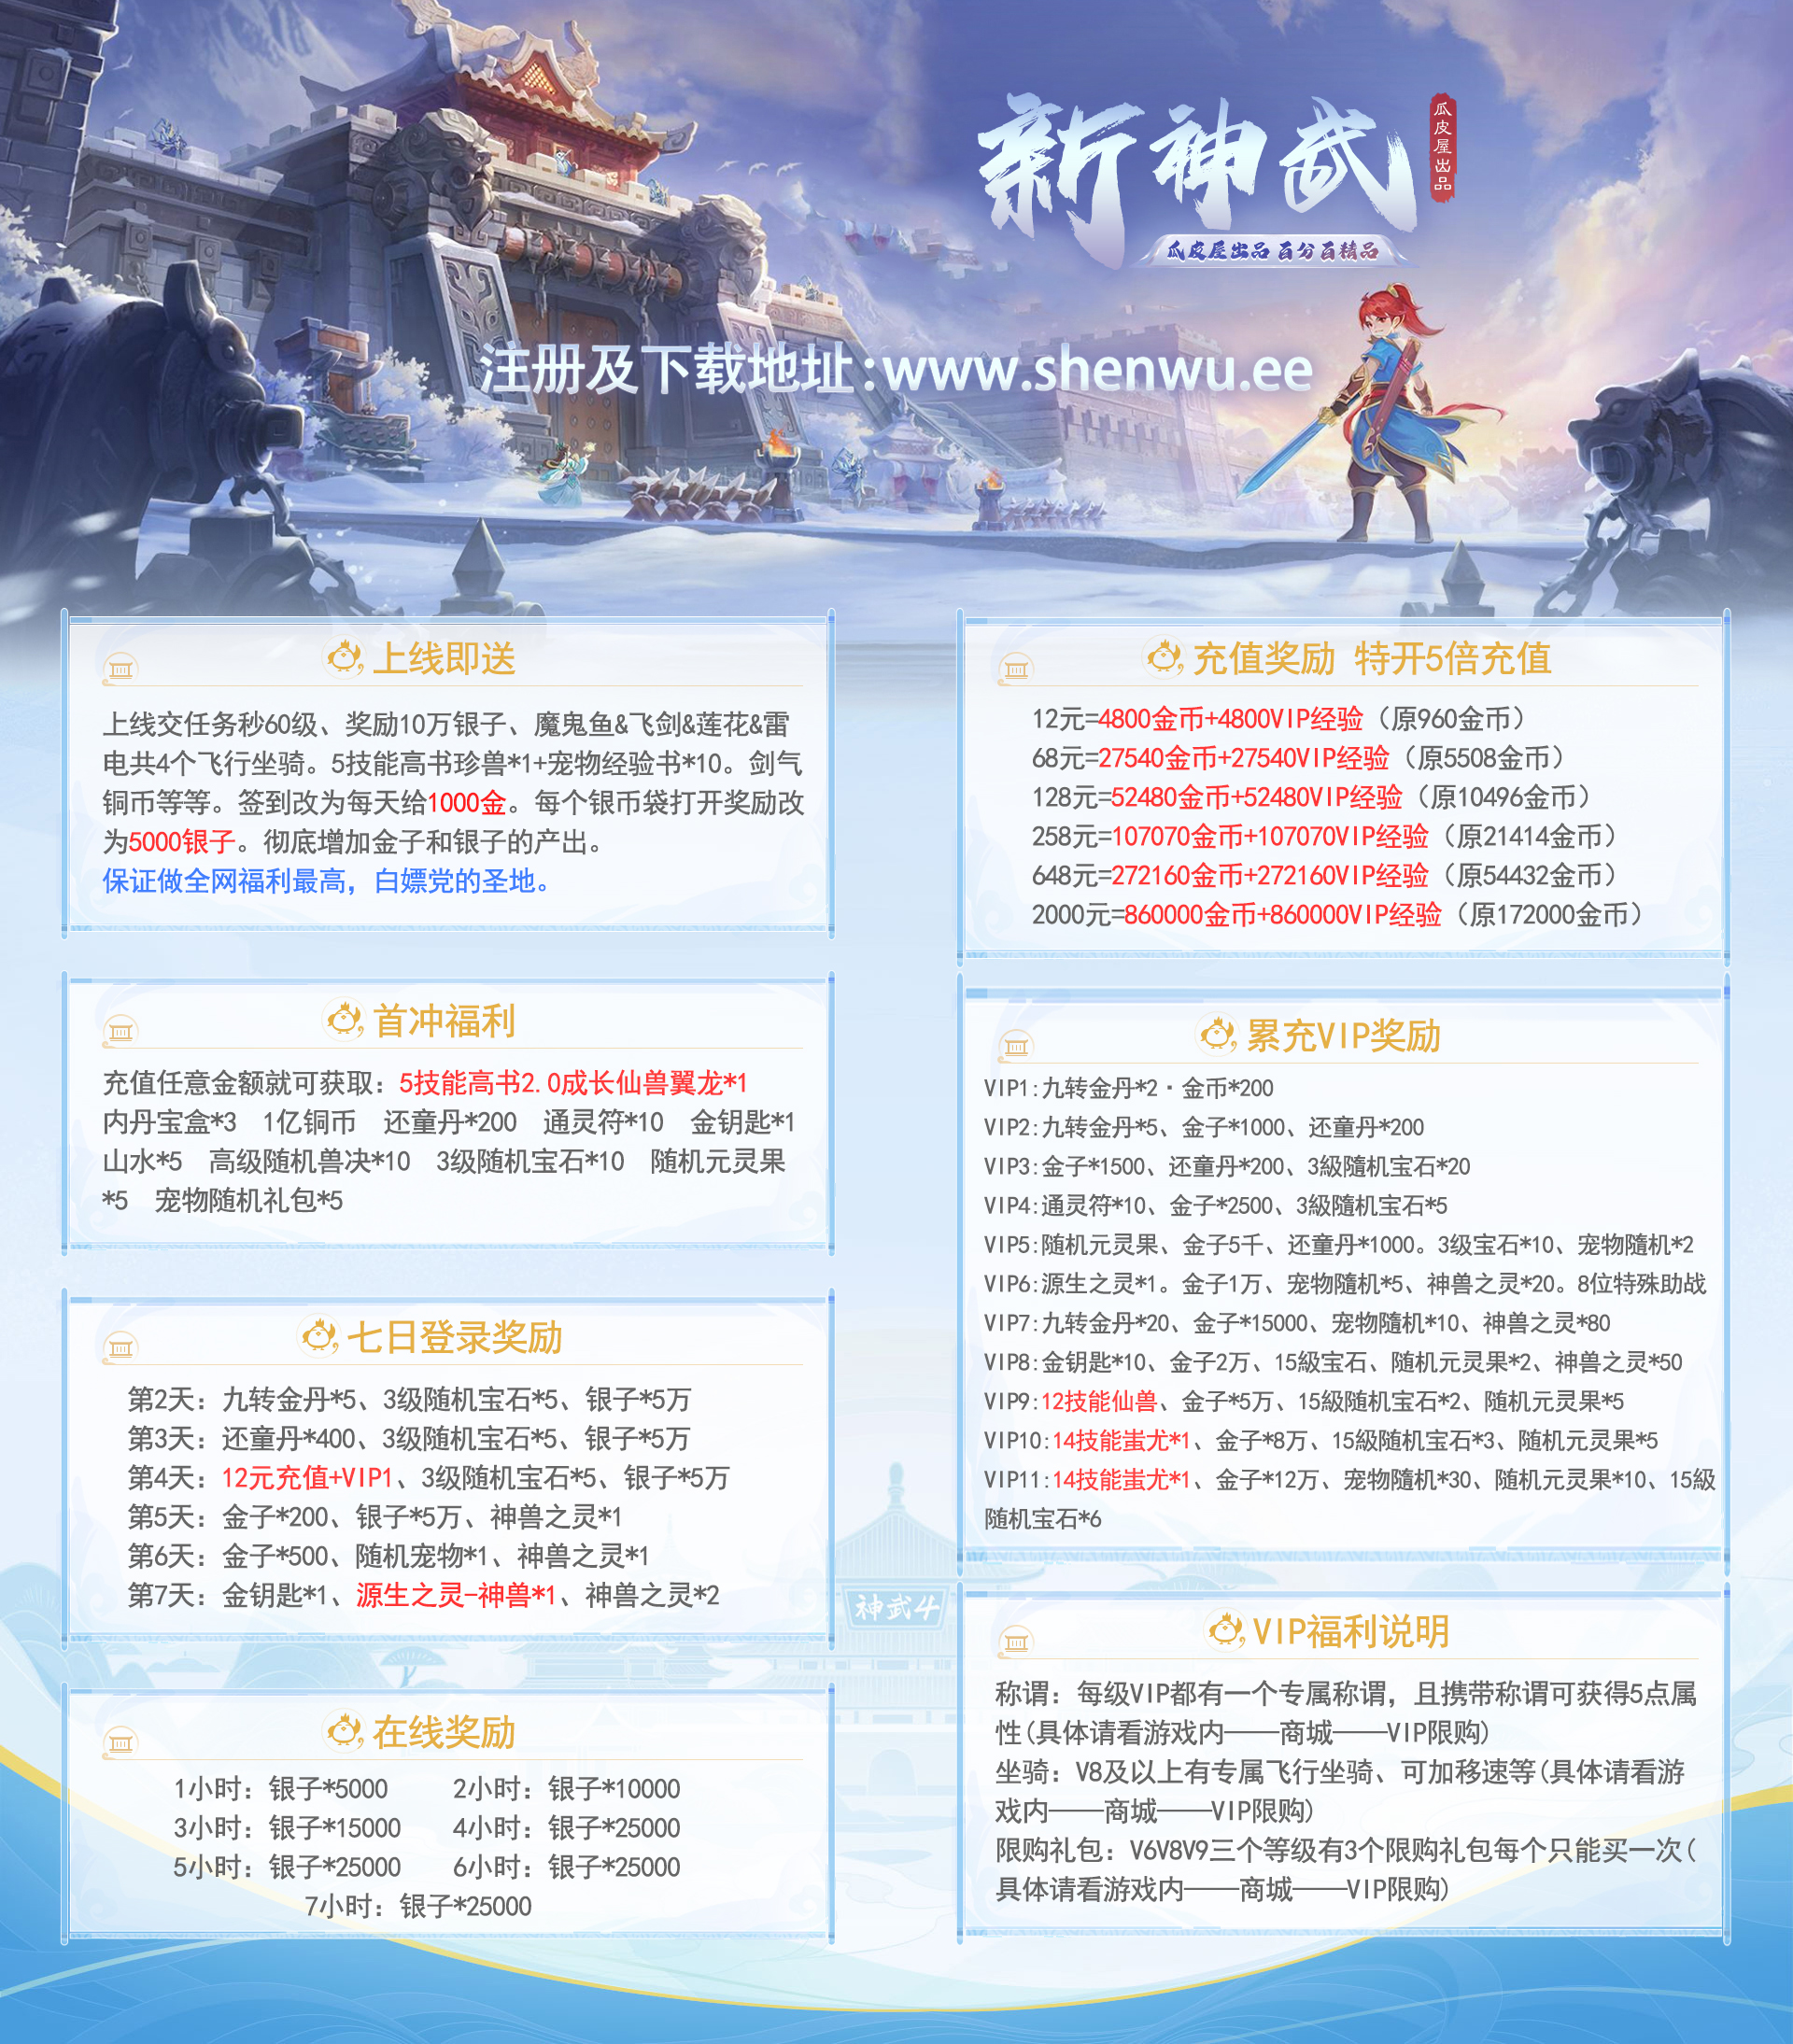 新神武
瓜皮屋出品
瓜皮屋出品 百分百精品
注册及下载地址:www.shenwu.ee
上线即送
上线交任务秒60级、奖励10万银子、魔鬼鱼&飞剑&莲花&雷
电共4个飞行坐骑。5技能高书珍兽*1+宠物经验书*10。剑气
铜币等等。签到改为每天给1000金。每个银币袋打开奖励改
为5000银子。彻底增加金子和银子的产出。
保证做全网福利最高，白嫖党的圣地。
首冲福利
充值任意金额就可获取：5技能高书2.0成长仙兽翼龙*1
内丹宝盒*3 1亿铜币 还童丹*200 通灵符*10 金钥匙*1
山水*5 高级随机兽决*10 3级随机宝石*10 随机元灵果
*5 宠物随机礼包*5
七日登录奖励
第2天：九转金丹*5、3级随机宝石*5、银子*5万
第3天：还童丹*400、3级随机宝石*5、银子*5万
第4天：12元充值+VIP1、3级随机宝石*5、银子*5万
第5天：金子*200、银子*5万、神兽之灵*1
第6天：金子*500、随机宠物*1、神兽之灵*1
第7天：金钥匙*1、源生之灵-神兽*1、神兽之灵*2
在线奖励
1小时：银子*5000 2小时：银子*10000
3小时：银子*15000 4小时：银子*25000
5小时：银子*25000 6小时：银子*25000
7小时：银子*25000
充值奖励 特开5倍充值
12元=4800金币+4800VIP经验（原960金币）
68元=27540金币+27540VIP经验（原5508金币）
128元=52480金币+52480VIP经验（原10496金币）
258元=107070金币+107070VIP经验（原21414金币）
648元=272160金币+272160VIP经验（原54432金币）
2000元=860000金币+860000VIP经验（原172000金币）
累充VIP奖励
VIP1:九转金丹*2·金币*200
VIP2:九转金丹*5、金子*1000、还童丹*200
VIP3:金子*1500、还童丹*200、3級隨机宝石*20
VIP4:通灵符*10、金子*2500、3級隨机宝石*5
VIP5:随机元灵果、金子5千、还童丹*1000。3级宝石*10、宠物隨机*2
VIP6:源生之灵*1。金子1万、宠物隨机*5、神兽之灵*20。8位特殊助战
VIP7:九转金丹*20、金子*15000、宠物隨机*10、神兽之灵*80
VIP8:金钥匙*10、金子2万、15級宝石、随机元灵果*2、神兽之灵*50
VIP9:12技能仙兽、金子*5万、15級随机宝石*2、随机元灵果*5
VIP10:14技能蚩尤*1、金子*8万、15級随机宝石*3、随机元灵果*5
VIP11:14技能蚩尤*1、金子*12万、宠物隨机*30、随机元灵果*10、15級
随机宝石*6
神武4
VIP福利说明
称谓：每级VIP都有一个专属称谓，且携带称谓可获得5点属
性(具体请看游戏内——商城——VIP限购)
坐骑：V8及以上有专属飞行坐骑、可加移速等(具体请看游
戏内——商城——VIP限购)
限购礼包：V6V8V9三个等级有3个限购礼包每个只能买一次(
具体请看游戏内——商城——VIP限购)